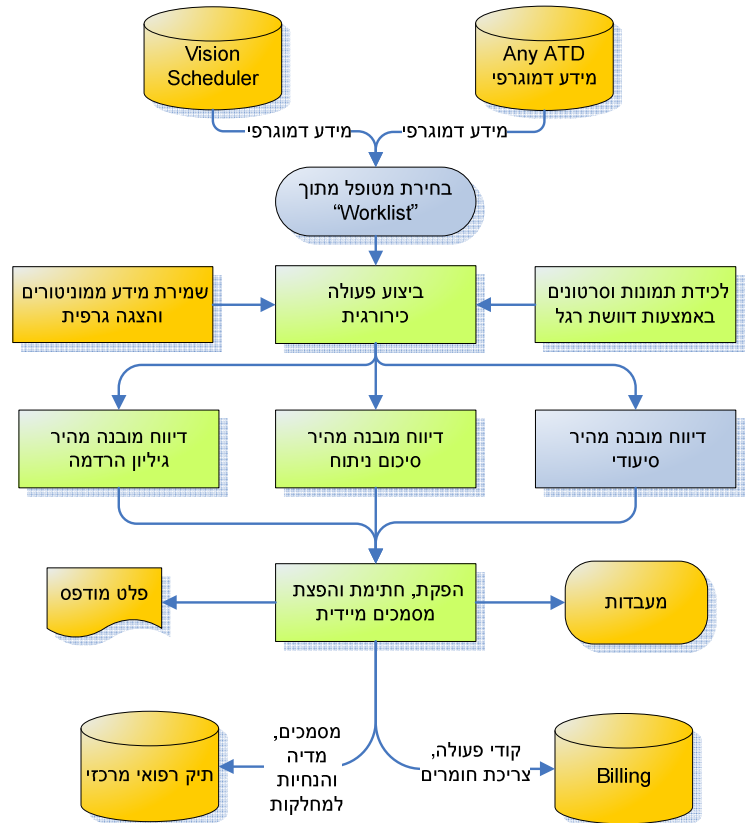 Vision
Scheduler
Any ATD
מידע דמוגרפי
מידע דמוגרפי
מידע דמוגרפי
בחירת מטופל מתוך
“Worklist”
שמירת מידע ממוניטורים
והצגה גרפית
ביצוע פעולה
כירורגית
לכידת תמונות וסרטונים
באמצעות דוושת רגל
דיווח מובנה מהיר
גיליון הרדמה
דיווח מובנה מהיר
סיכום ניתוח
דיווח מובנה מהיר
סיעודי
פלט מודפס
הפקת, חתימת והפצת
מסמכים מיידית
מעבדות
תיק רפואי מרכזי
מסמכים,
מדיה
והנחיות
למחלקות
קודי פעולה,
צריכת חומרים
Billing